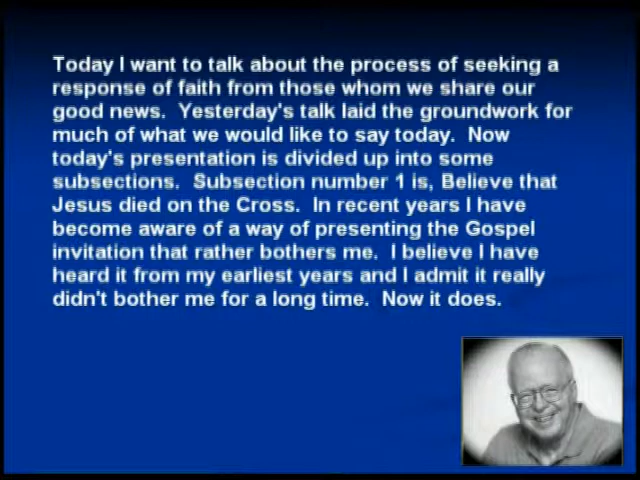 Today I want to talk about the process of seeking a
response of faith from those whom we share our
good news.  Yesterday's talk laid the groundwork for
much of what we would like to say today.  Now
today's presentation is divided up into some
subsections.  Subsection number 1 is, Believe that
Jesus died on the Cross.  In recent years I have
become aware of a way of presenting the Gospel
invitation that rather bothers me.  I believe I have
heard it from my earliest years and I admit it really
didn't bother me for a long time.  Now it does.